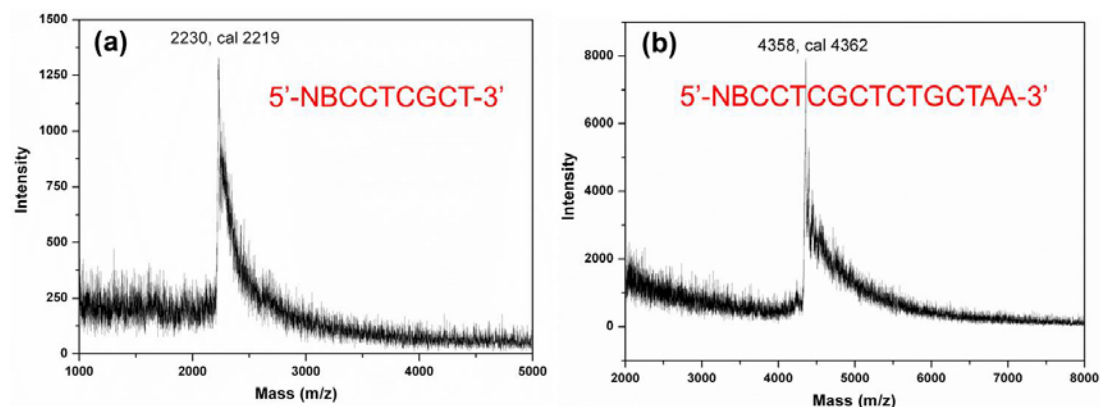 (a)
2230, cal 2219
5'-NBCCTCGCT-3'
1500
1250
1000
750
500
250
0
Intensity
1000
2000
3000
4000
5000
Mass (m/z)
(b)
4358, cal 4362
5'-NBCCTCGCTCTGCTAA-3'
8000
6000
4000
2000
0
Intensity
2000
3000
4000
5000
6000
7000
8000
Mass (m/z)